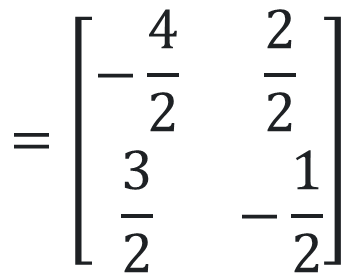 = [ -4/2 2/2
3/2 -1/2 ]